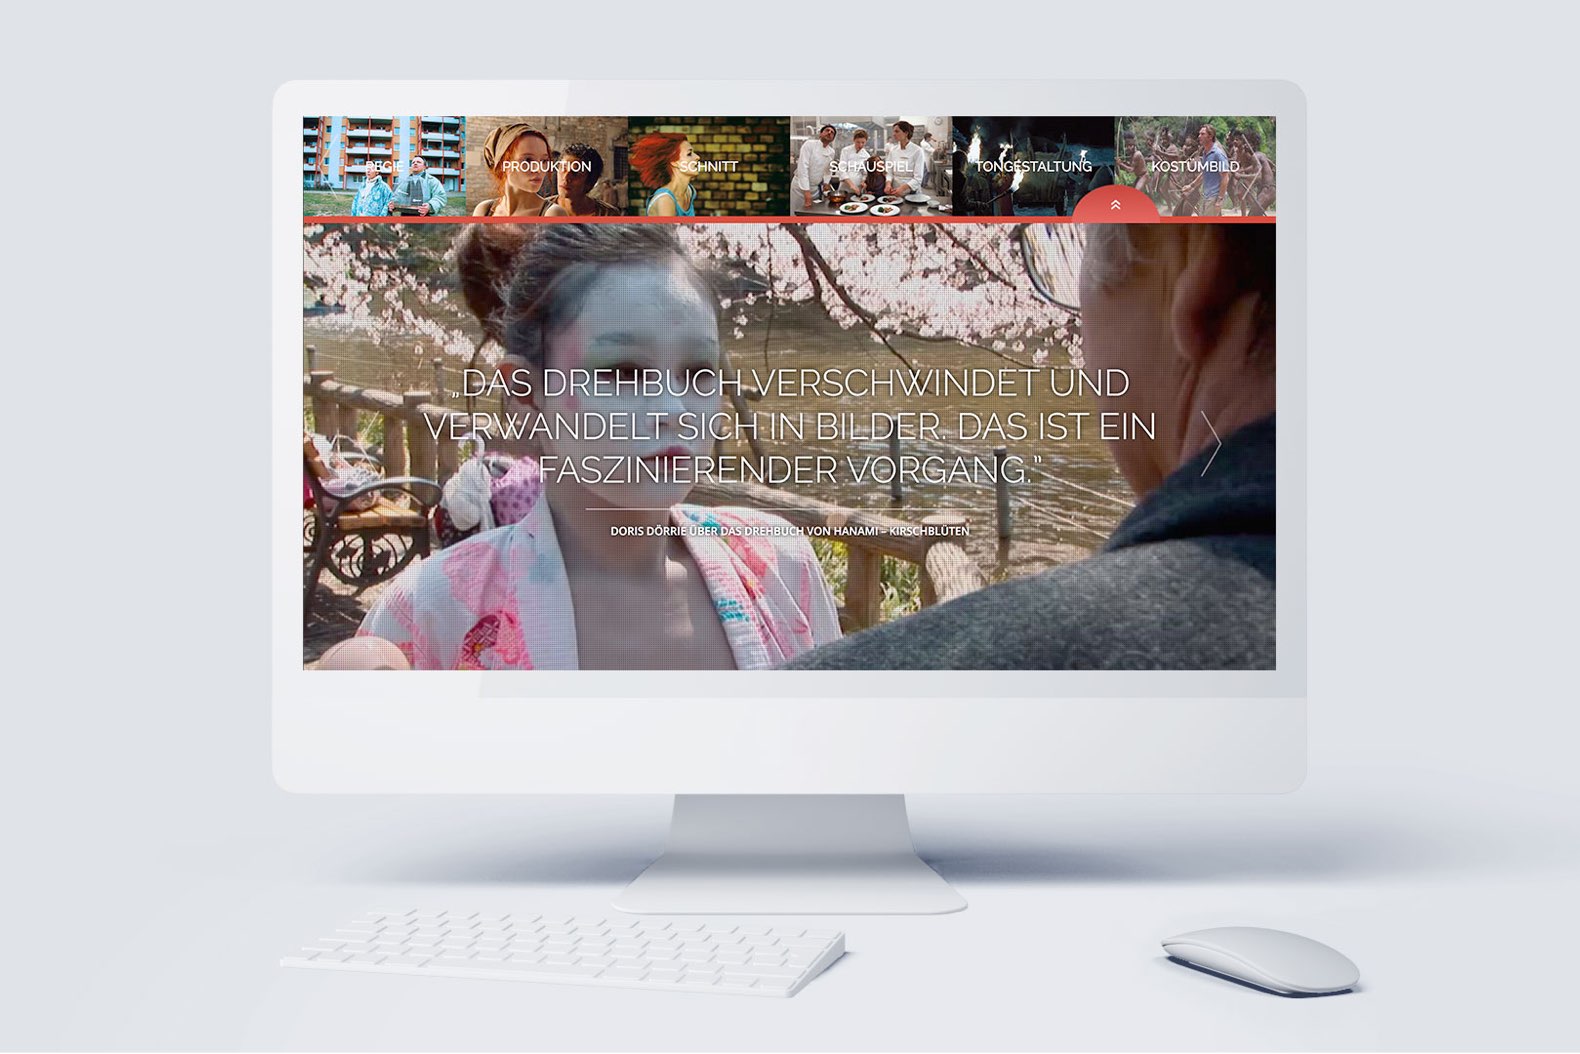 REGIE
PRODUKTION
SCHNITT
SCHAUSPIEL
TONGESTALTUNG
KOSTÜMBILD
„DAS DREHBUCH VERSCHWINDET UND
VERWANDELT SICH IN BILDER. DAS IST EIN
FASZINIERENDER VORGANG.”
DORIS DÖRRIE ÜBER DAS DREHBUCH VON HANAMI – KIRSCHBLÜTEN